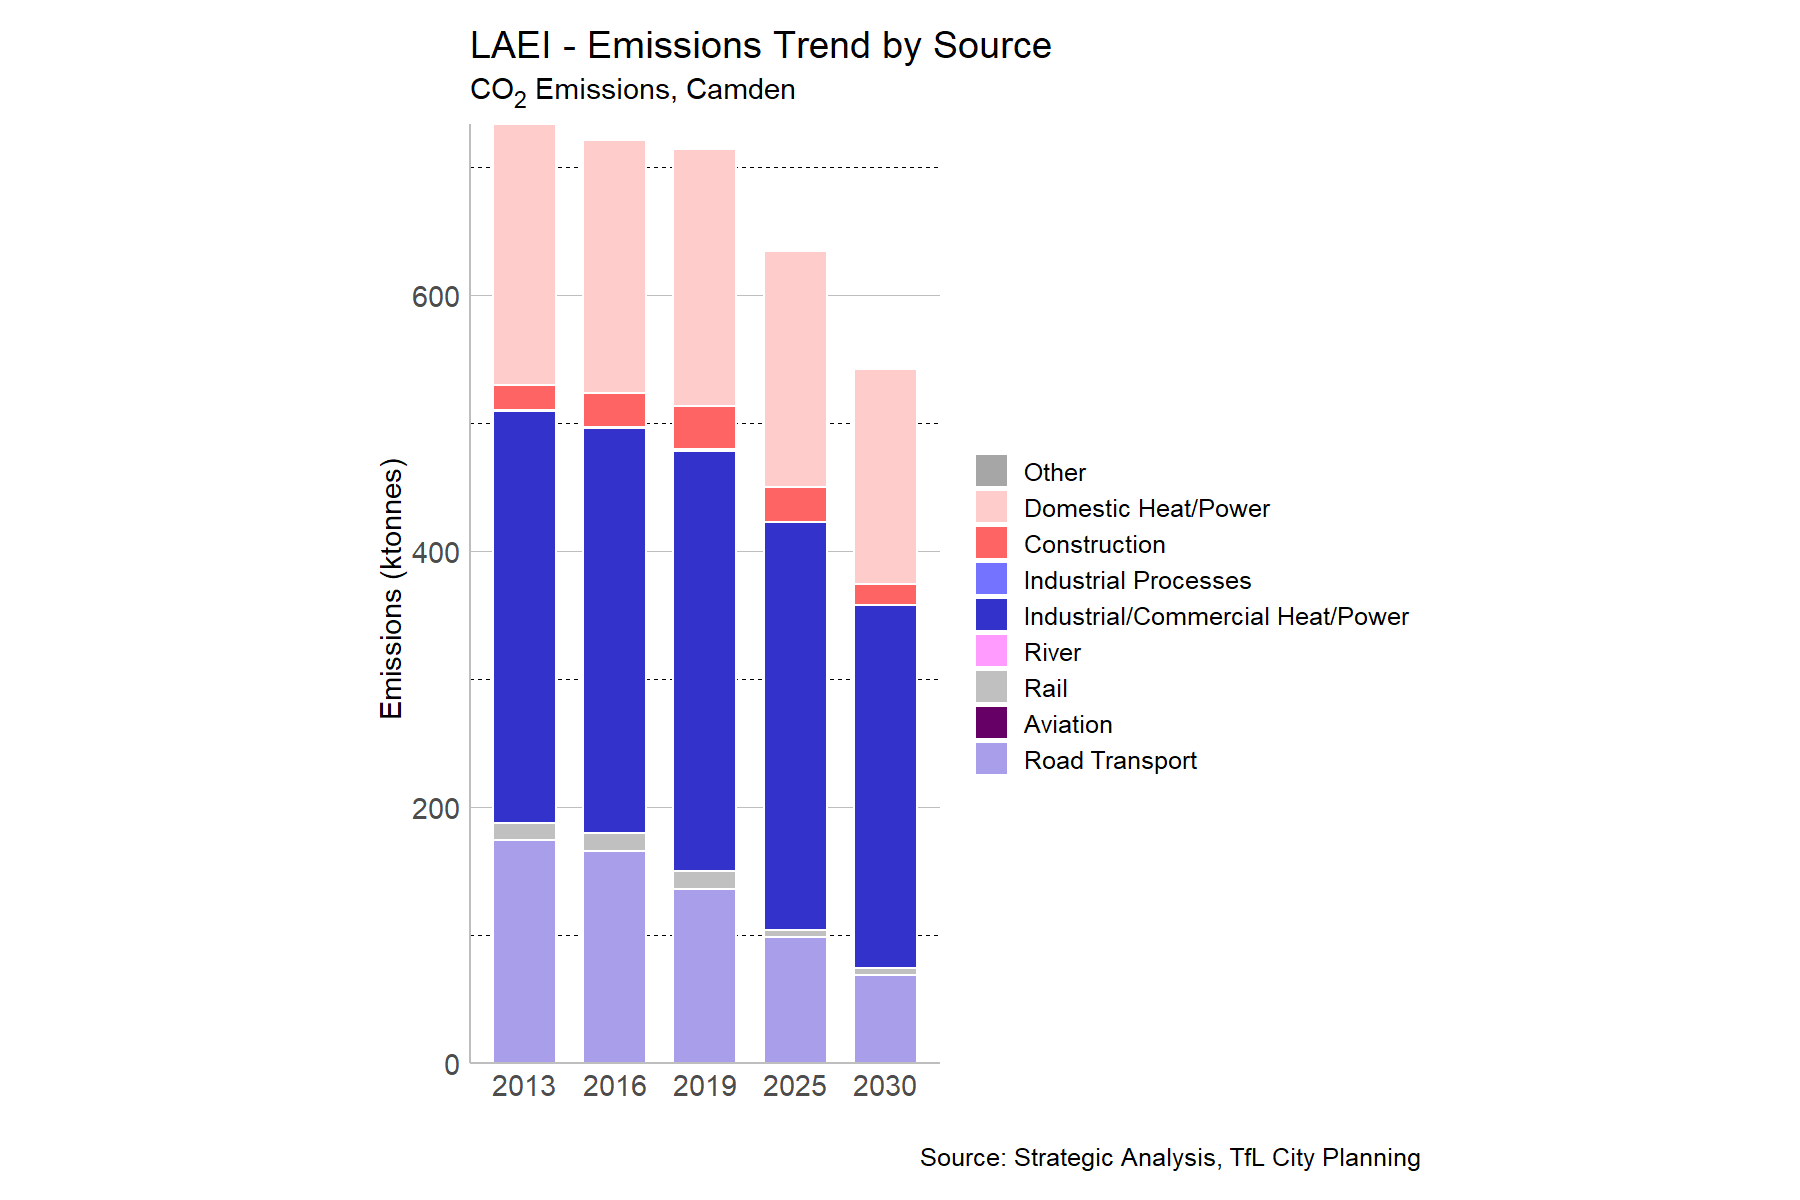 LAEI - Emissions Trend by Source
CO₂ Emissions, Camden
Emissions (ktonnes)
600
400
200
0
2013 2016 2019 2025 2030
Other
Domestic Heat/Power
Construction
Industrial Processes
Industrial/Commercial Heat/Power
River
Rail
Aviation
Road Transport
Source: Strategic Analysis, TfL City Planning